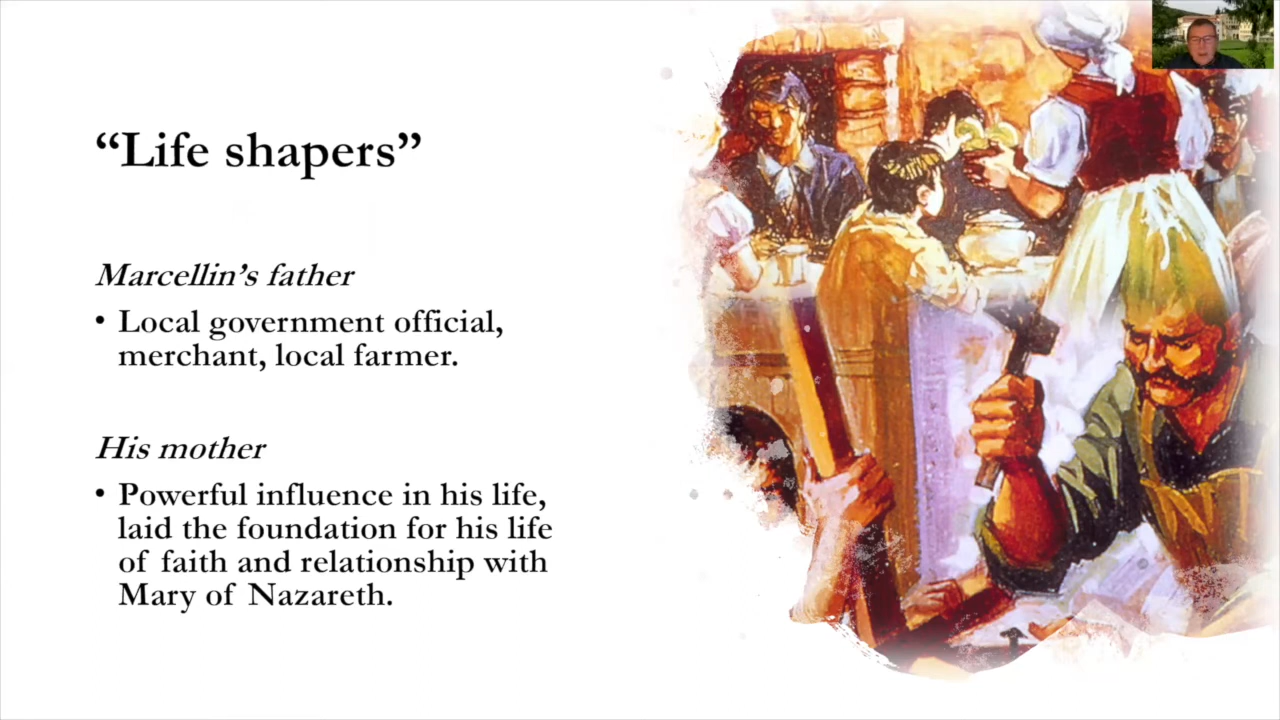 “Life shapers”
Marcellin’s father
• Local government official,
merchant, local farmer.
His mother
• Powerful influence in his life,
laid the foundation for his life
of faith and relationship with
Mary of Nazareth.